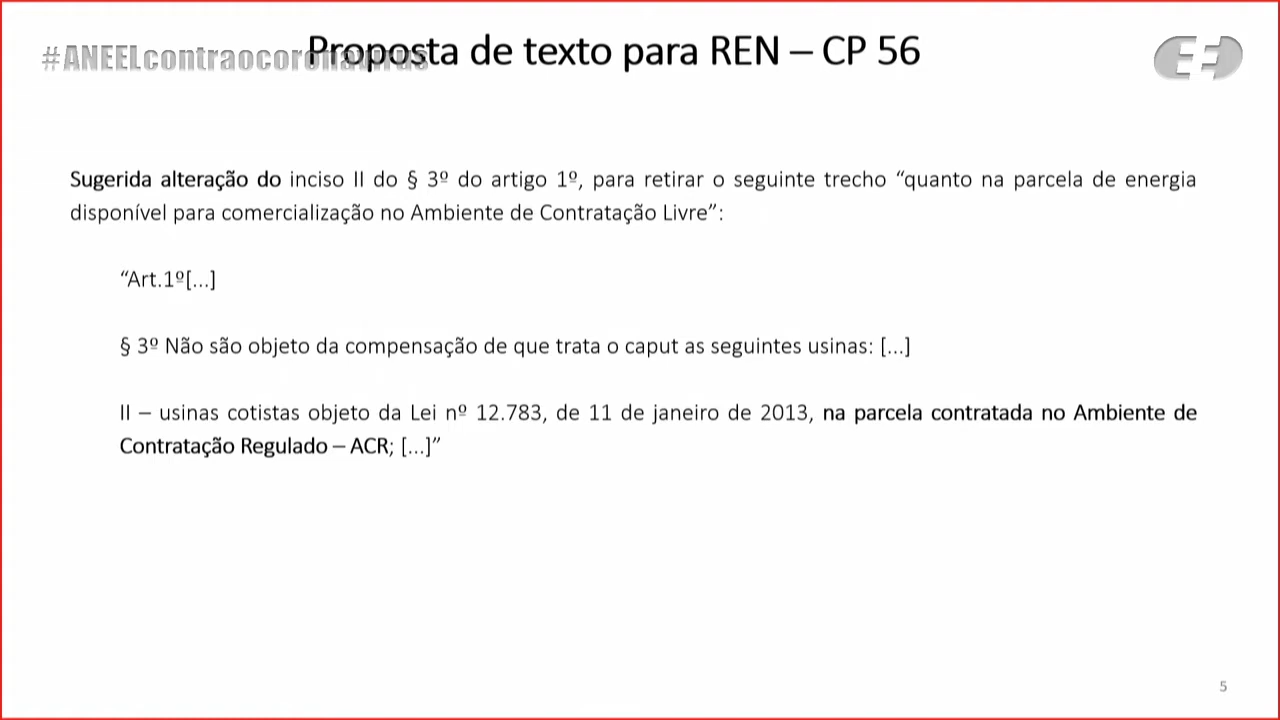 #ANEELcontraocoronavírus
Proposta de texto para REN – CP 56
Sugerida alteração do inciso II do § 3º do artigo 1º, para retirar o seguinte trecho “quanto na parcela de energia
disponível para comercialização no Ambiente de Contratação Livre”:
“Art.1º[...]
§ 3º Não são objeto da compensação de que trata o caput as seguintes usinas: [...]
II – usinas cotistas objeto da Lei nº 12.783, de 11 de janeiro de 2013, na parcela contratada no Ambiente de
Contratação Regulado – ACR; [...]”
5